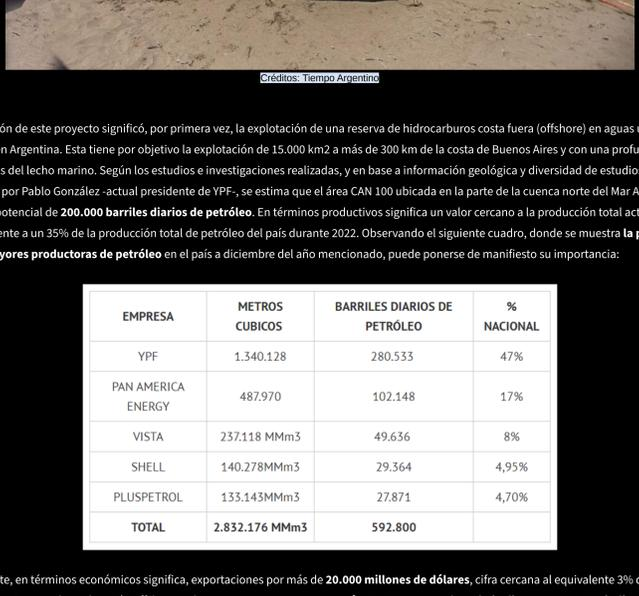 Créditos: Tiempo Argentino
ón de este proyecto significó, por primera vez, la explotación de una reserva de hidrocarburos costa fuera (offshore) en aguas
n Argentina. Esta tiene por objetivo la explotación de 15.000 km2 a más de 300 km de la costa de Buenos Aires y con una profu
s del lecho marino. Según los estudios e investigaciones realizadas, y en base a información geológica y diversidad de estudio
por Pablo González -actual presidente de YPF-, se estima que el área CAN 100 ubicada en la parte de la cuenca norte del Mar A
otencial de 200.000 barriles diarios de petróleo. En términos productivos significa un valor cercano a la producción total act
ente a un 35% de la producción total de petróleo del país durante 2022. Observando el siguiente cuadro, donde se muestra la p
yores productoras de petróleo en el país a diciembre del año mencionado, puede ponerse de manifiesto su importancia:
EMPRESA METROS CUBICOS BARRILES DIARIOS DE PETRÓLEO % NACIONAL
YPF 1.340.128 280.533 47%
PAN AMERICA ENERGY 487.970 102.148 17%
VISTA 237.118 MMm3 49.636 8%
SHELL 140.278MMm3 29.364 4,95%
PLUSPETROL 133.143MMm3 27.871 4,70%
TOTAL 2.832.176 MMm3 592.800
te, en términos económicos significa, exportaciones por más de 20.000 millones de dólares, cifra cercana al equivalente 3%